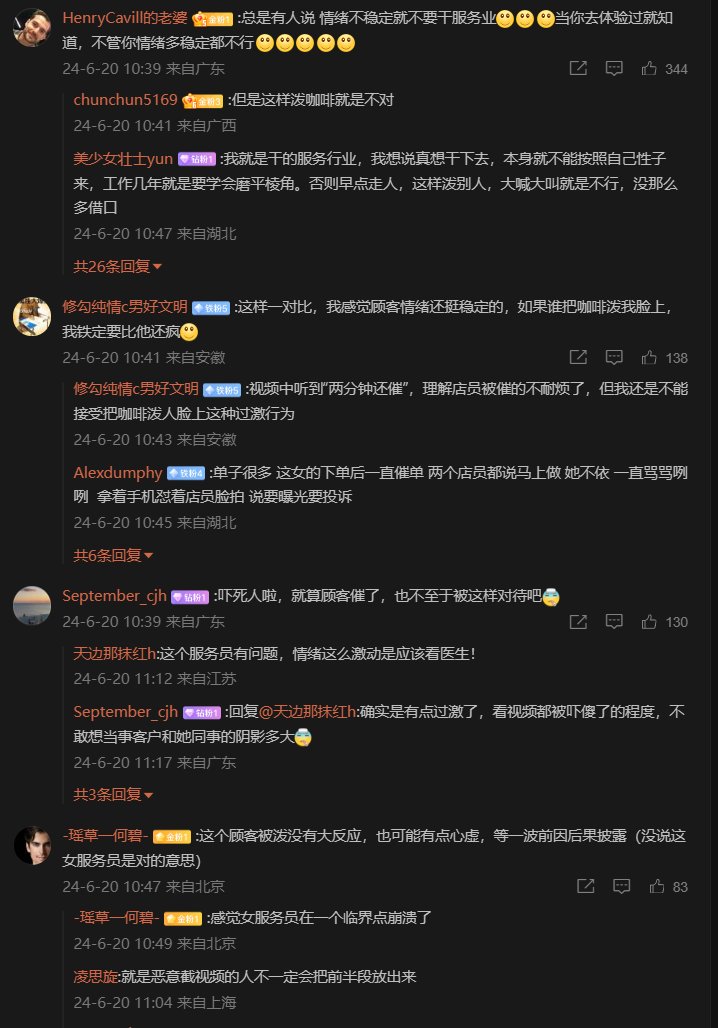 HenryCavill的老婆 金粉1 :总是有人说 情绪不稳定就不要干服务业当你去体验过就知
道，不管你情绪多稳定都不行
24-6-20 10:39 来自广东 344
chunchun5169 金粉3 :但是这样泼咖啡就是不对
24-6-20 10:41 来自广西
美少女壮士yun 钻粉1 :我就是干的服务行业，我想说真想干下去，本身就不能按照自己性子
来，工作几年就是要学会磨平棱角。否则早点走人，这样泼别人，大喊大叫就是不行，没那么
多借口
24-6-20 10:47 来自湖北
共26条回复
修勾纯情c男好文明 铁粉5 :这样一对比，我感觉顾客情绪还挺稳定的，如果谁把咖啡泼我脸上，
我铁定要比他还疯
24-6-20 10:41 来自安徽 138
修勾纯情c男好文明 铁粉5 :视频中听到“两分钟还催”，理解店员被催的不耐烦了，但我还是不能
接受把咖啡泼人脸上这种过激行为
24-6-20 10:43 来自安徽
Alexdumphy 铁粉4 :单子很多 这女的下单后一直催单 两个店员都说马上做 她不依 一直骂骂咧
咧 拿着手机怼着店员脸拍 说要曝光要投诉
24-6-20 10:45 来自湖北
共6条回复
September_cjh 钻粉1 :吓死人啦，就算顾客催了，也不至于被这样对待吧
24-6-20 10:39 来自广东 130
天边那抹红h:这个服务员有问题，情绪这么激动是应该看医生！
24-6-20 11:12 来自江苏
September_cjh 钻粉1 :回复@天边那抹红h:确实是有点过激了，看视频都被吓傻了的程度，不
敢想当事客户和她同事的阴影多大
24-6-20 11:17 来自广东
共3条回复
-瑶草一何碧- 金粉1 :这个顾客被泼没有大反应，也可能有点心虚，等一波前因后果披露（没说这
女服务员是对的意思）
24-6-20 10:47 来自北京 83
-瑶草一何碧- 金粉1 :感觉女服务员在一个临界点崩溃了
24-6-20 10:49 来自北京
凌思旋:就是恶意截视频的人不一定会把前半段放出来
24-6-20 11:04 来自上海